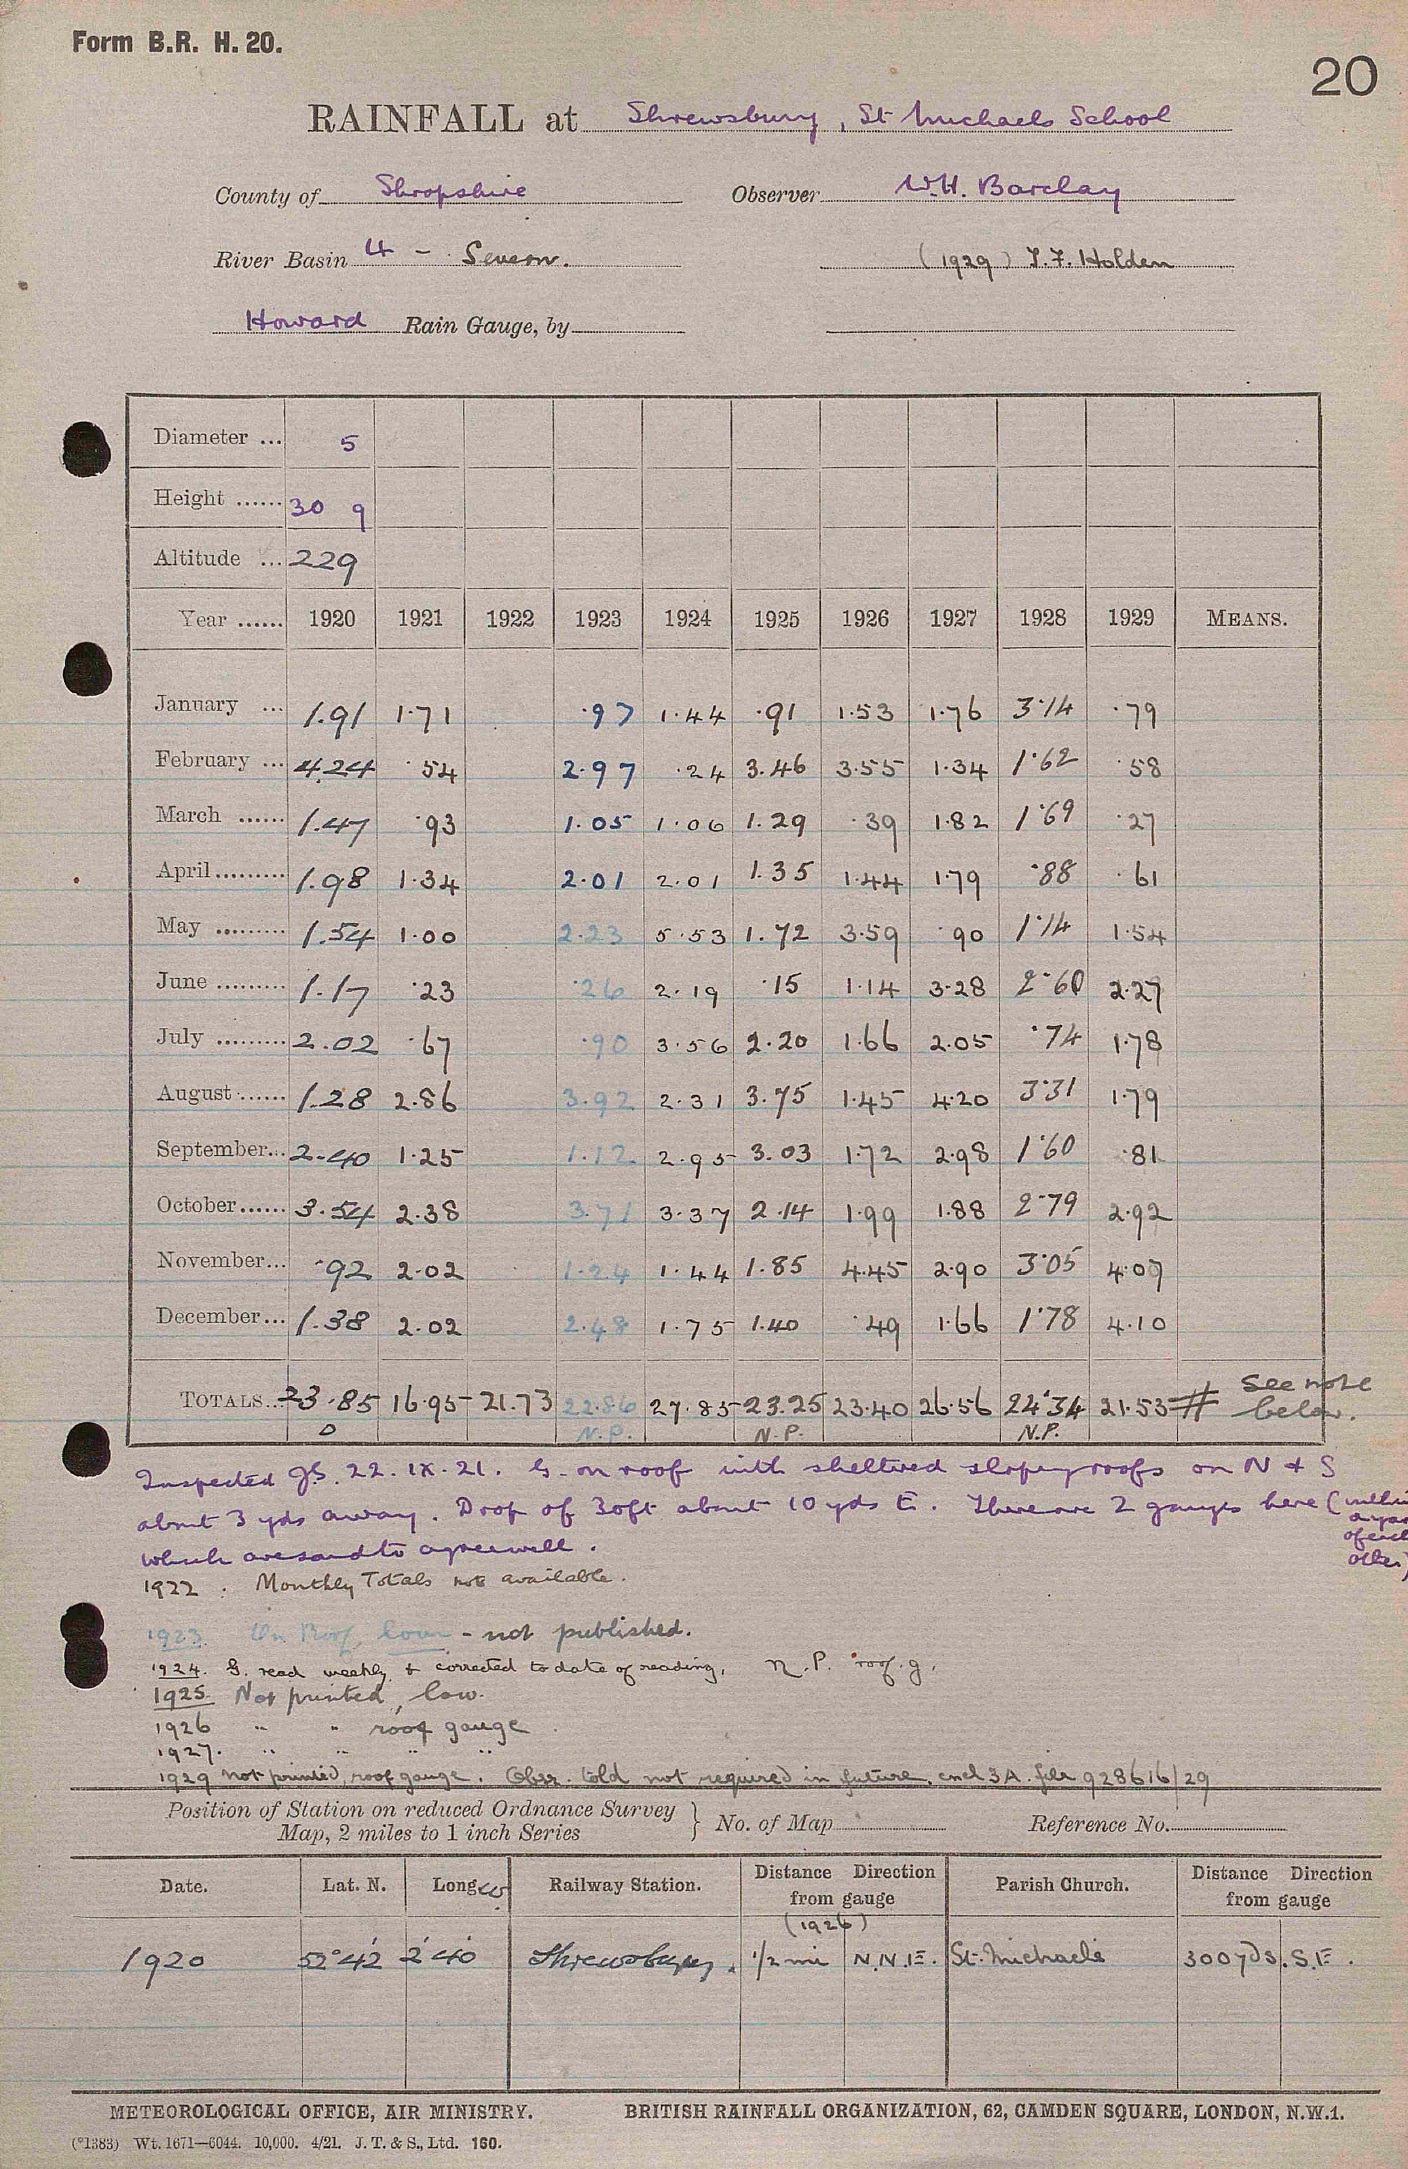 Form B.R. H. 20.
20
RAINFALL at Shrewsbury, St Michaels School
County of Shropshire Observer W.H. Barclay
River Basin 4 - Severn. (1929) T.F. Holden
Howard Rain Gauge, by
Diameter ... 5
Height ...... 30 9
Altitude ... 229
Year ...... 1920 1921 1922 1923 1924 1925 1926 1927 1928 1929 MEANS.
January ... 1.91 1.71 .97 1.44 .91 1.53 1.76 3.14 .79
February ... 4.24 .54 2.97 .24 3.46 3.55 1.34 1.62 .58
March ...... 1.47 .93 1.05 1.06 1.29 .39 1.82 1.69 .27
April ......... 1.98 1.34 2.01 2.01 1.35 1.44 1.79 .88 .61
May ......... 1.54 1.00 2.23 5.53 1.72 3.59 .90 1.14 1.54
June ......... 1.17 .23 .26 2.19 .15 1.14 3.28 2.60 2.27
July ......... 2.02 .67 .90 3.56 2.20 1.66 2.05 .74 1.78
August ...... 1.28 2.86 3.92 2.31 3.75 1.45 4.20 3.31 1.79
September... 2.40 1.25 1.12 2.95 3.03 1.72 2.98 1.60 .81
October ...... 3.54 2.38 3.71 3.37 2.14 1.99 1.88 2.79 2.92
November... 92 2.02 1.24 1.44 1.85 4.45 2.90 3.05 4.07
December... 1.38 2.02 2.48 1.75 1.40 .49 1.66 1.78 4.10
TOTALS... 23.85 16.95 21.73 22.86 27.85 23.25 23.40 26.56 22.34 21.53 # See note below.
D N.P. N.P. N.P.
Inspected 22.IX.21. G. on roof with sheltered sloping roofs on N & S
about 3 yds away. Drop of 30ft about 10 yds E. There are 2 gauges here (within a yard of each other)
which are said to agree well.
1922 : Monthly Totals not available.
1923. On Roof, low - not published.
1924. G. read weekly & corrected to date of reading. N.P. roof g.
1925. Not printed, low.
1926 " " roof gauge
1927. " " " "
1929 not printed, roof gauge. Obsr. told not required in future. encl 3A. file 928616/29
Position of Station on reduced Ordnance Survey
Map, 2 miles to 1 inch Series } No. of Map Reference No.
Date. Lat. N. Long W. Railway Station. Distance Direction from gauge Parish Church. Distance Direction from gauge
(1926)
1920 52°42' 2°40' Shrewsbury. 1/2 mi N.N.E. St. Michaels 300 yds. S.E.
METEOROLOGICAL OFFICE, AIR MINISTRY. BRITISH RAINFALL ORGANIZATION, 62, CAMDEN SQUARE, LONDON, N.W.1.
(*1383) Wt. 1671—6044. 10,000. 4/21. J. T. & S., Ltd. 160.